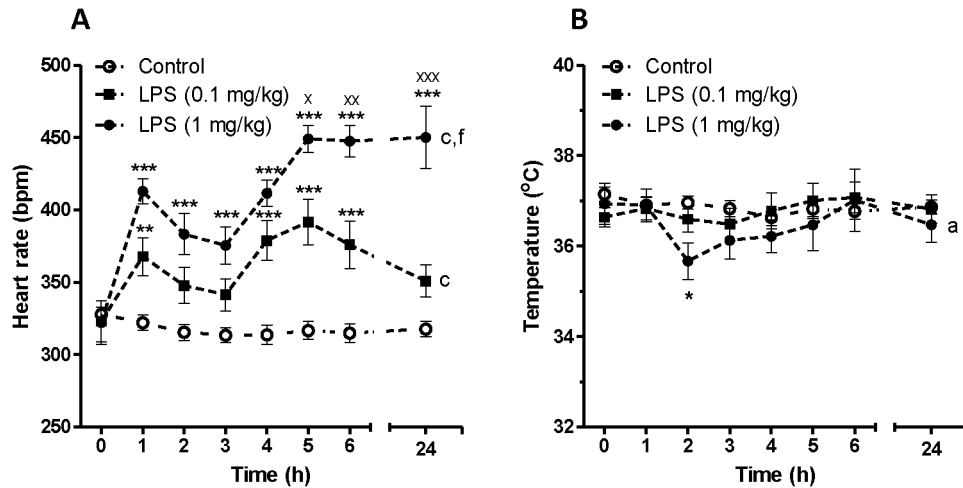 A
500
450
400
350
300
250
Heart rate (bpm)
Control
LPS (0.1 mg/kg)
LPS (1 mg/kg)
x xx xxx
*** *** ***
*** *** *** *** c,f
** *** *** ***
c
0 1 2 3 4 5 6 24
Time (h)
B
40
38
36
34
32
Temperature (°C)
Control
LPS (0.1 mg/kg)
LPS (1 mg/kg)
a
*
0 1 2 3 4 5 6 24
Time (h)